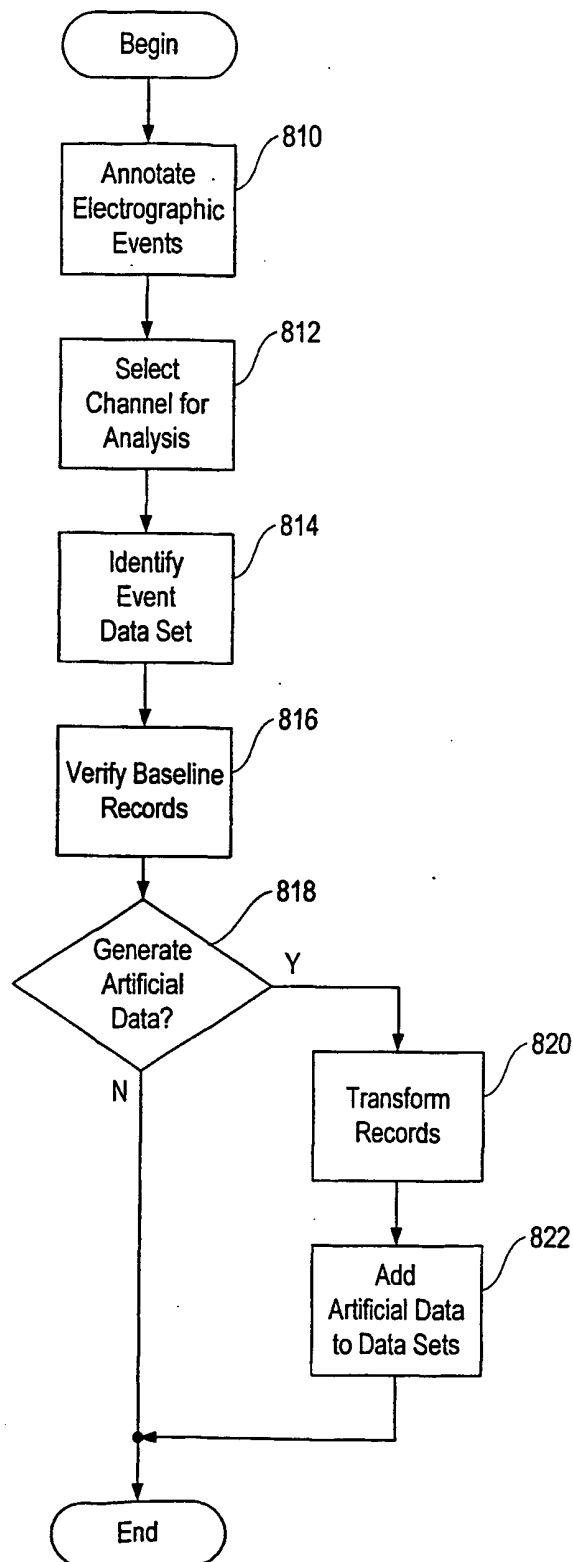 Begin
810
Annotate
Electrographic
Events
812
Select
Channel for
Analysis
814
Identify
Event
Data Set
816
Verify Baseline
Records
818
Generate
Artificial
Data?
Y
N
820
Transform
Records
822
Add
Artificial Data
to Data Sets
End